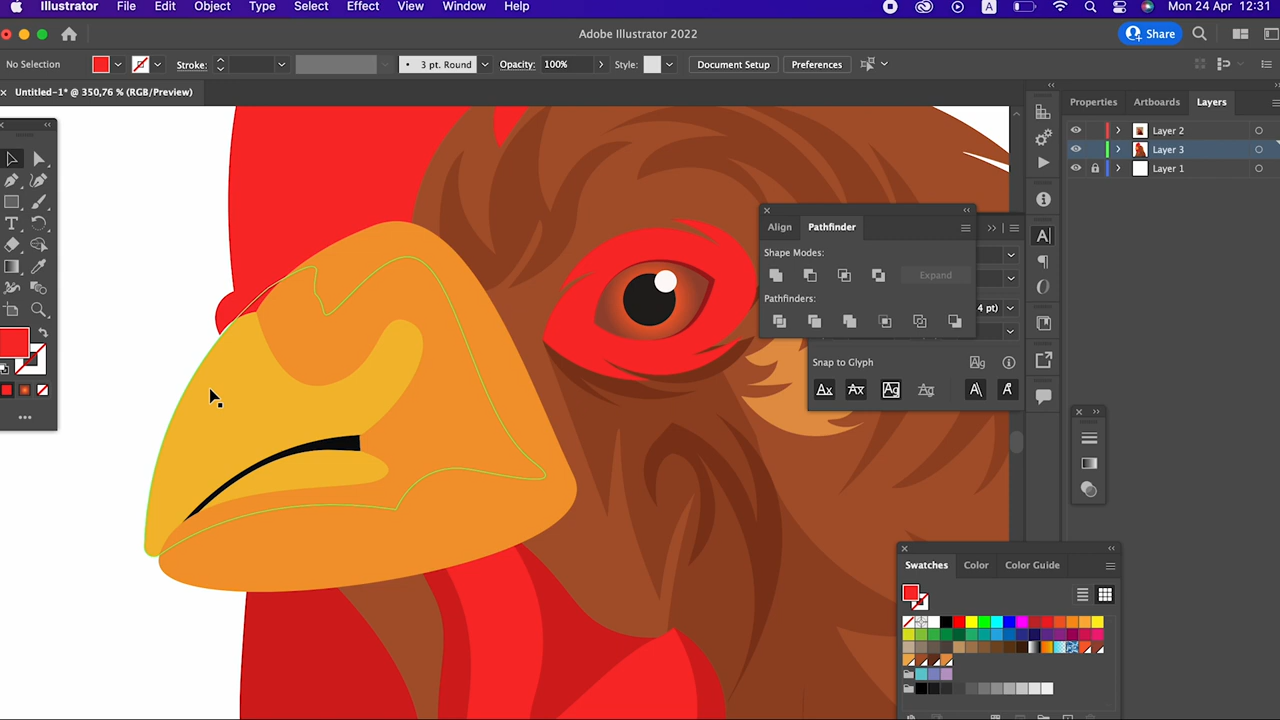 Illustrator File Edit Object Type Select Effect View Window Help A Mon 24 Apr 12:31
Adobe Illustrator 2022
Share
No Selection Stroke: 3 pt. Round Opacity: 100% Style: Document Setup Preferences
Untitled-1* @ 350,76 % (RGB/Preview)
Properties Artboards Layers
Layer 2
Layer 3
Layer 1
Align Pathfinder
Shape Modes:
Expand
Pathfinders:
4 pt)
Snap to Glyph
Swatches Color Color Guide